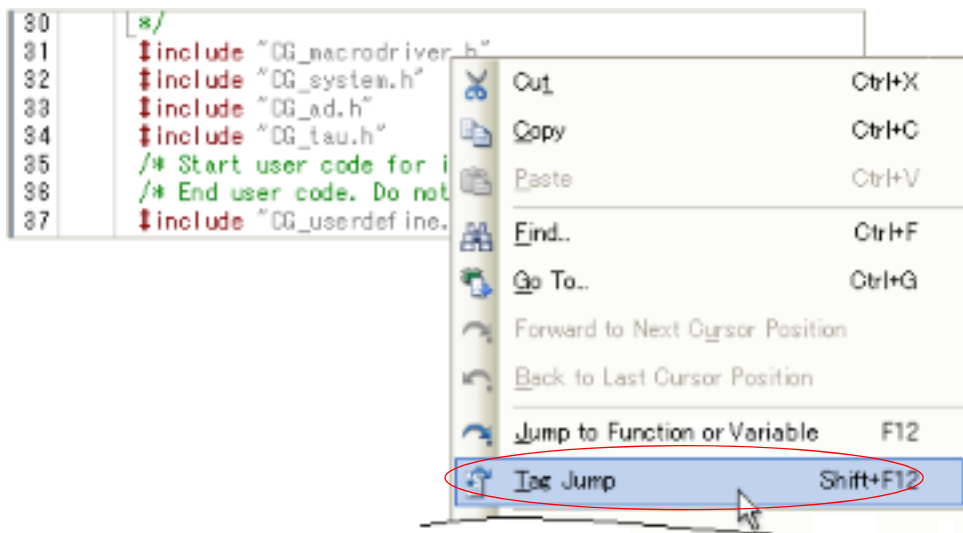 30 */
31 #include "CG_macrodriver.h"
32 #include "CG_system.h"
33 #include "CG_ad.h"
34 #include "CG_tau.h"
35 /* Start user code for i
36 /* End user code. Do not
37 #include "CG_userdefine.
Cut Ctrl+X
Copy Ctrl+C
Paste Ctrl+V
Find.. Ctrl+F
Go To.. Ctrl+G
Forward to Next Cursor Position
Back to Last Cursor Position
Jump to Function or Variable F12
Tag Jump Shift+F12